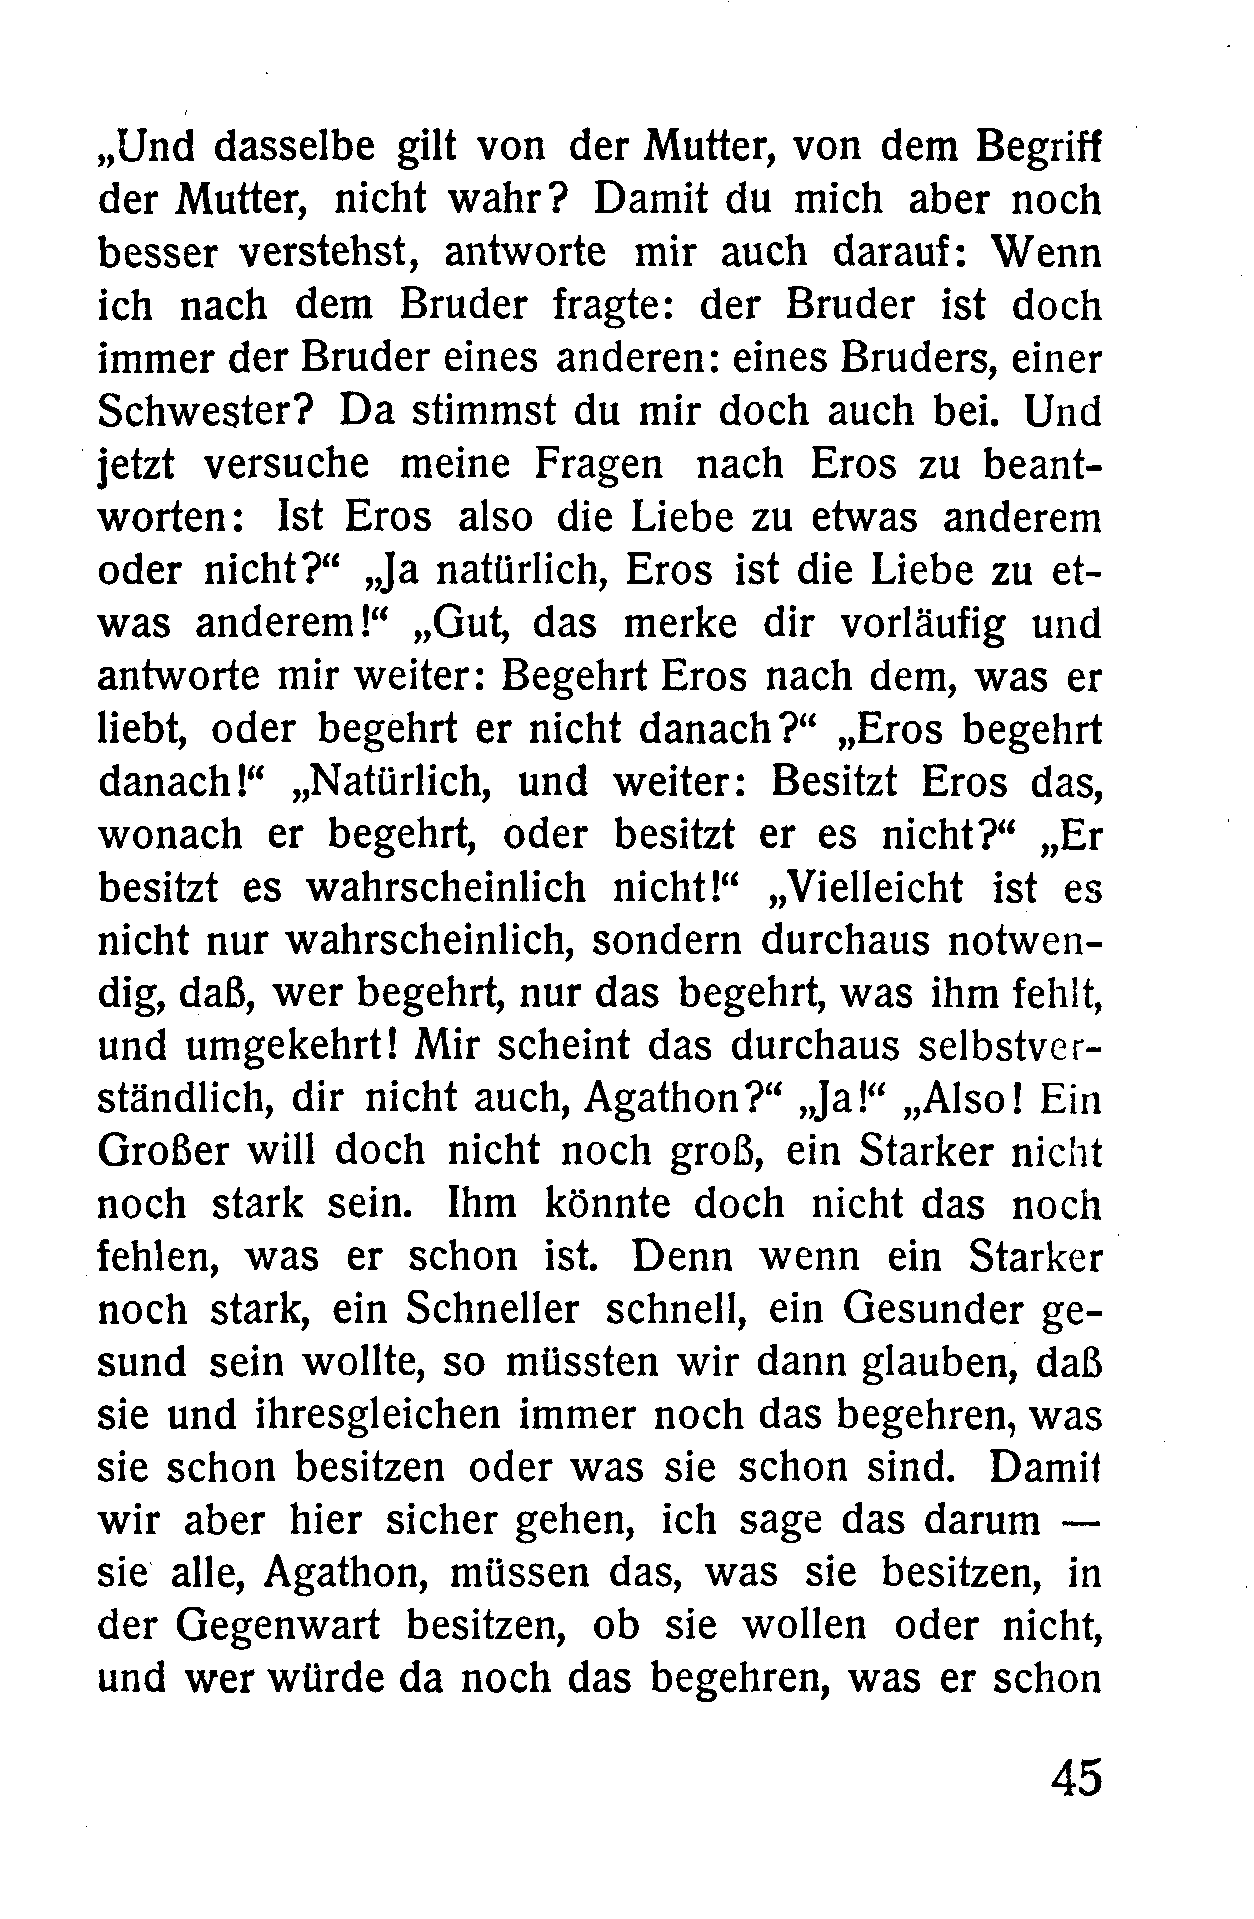 „Und dasselbe gilt von der Mutter, von dem Begriff
der Mutter, nicht wahr? Damit du mich aber noch
besser verstehst, antworte mir auch darauf: Wenn
ich nach dem Bruder fragte: der Bruder ist doch
immer der Bruder eines anderen: eines Bruders, einer
Schwester? Da stimmst du mir doch auch bei. Und
jetzt versuche meine Fragen nach Eros zu beant-
worten: Ist Eros also die Liebe zu etwas anderem
oder nicht?“ „Ja natürlich, Eros ist die Liebe zu et-
was anderem!“ „Gut, das merke dir vorläufig und
antworte mir weiter: Begehrt Eros nach dem, was er
liebt, oder begehrt er nicht danach?“ „Eros begehrt
danach!“ „Natürlich, und weiter: Besitzt Eros das,
wonach er begehrt, oder besitzt er es nicht?“ „Er
besitzt es wahrscheinlich nicht!“ „Vielleicht ist es
nicht nur wahrscheinlich, sondern durchaus notwen-
dig, daß, wer begehrt, nur das begehrt, was ihm fehlt,
und umgekehrt! Mir scheint das durchaus selbstver-
ständlich, dir nicht auch, Agathon?“ „Ja!“ „Also! Ein
Großer will doch nicht noch groß, ein Starker nicht
noch stark sein. Ihm könnte doch nicht das noch
fehlen, was er schon ist. Denn wenn ein Starker
noch stark, ein Schneller schnell, ein Gesunder ge-
sund sein wollte, so müssten wir dann glauben, daß
sie und ihresgleichen immer noch das begehren, was
sie schon besitzen oder was sie schon sind. Damit
wir aber hier sicher gehen, ich sage das darum —
sie alle, Agathon, müssen das, was sie besitzen, in
der Gegenwart besitzen, ob sie wollen oder nicht,
und wer würde da noch das begehren, was er schon
45